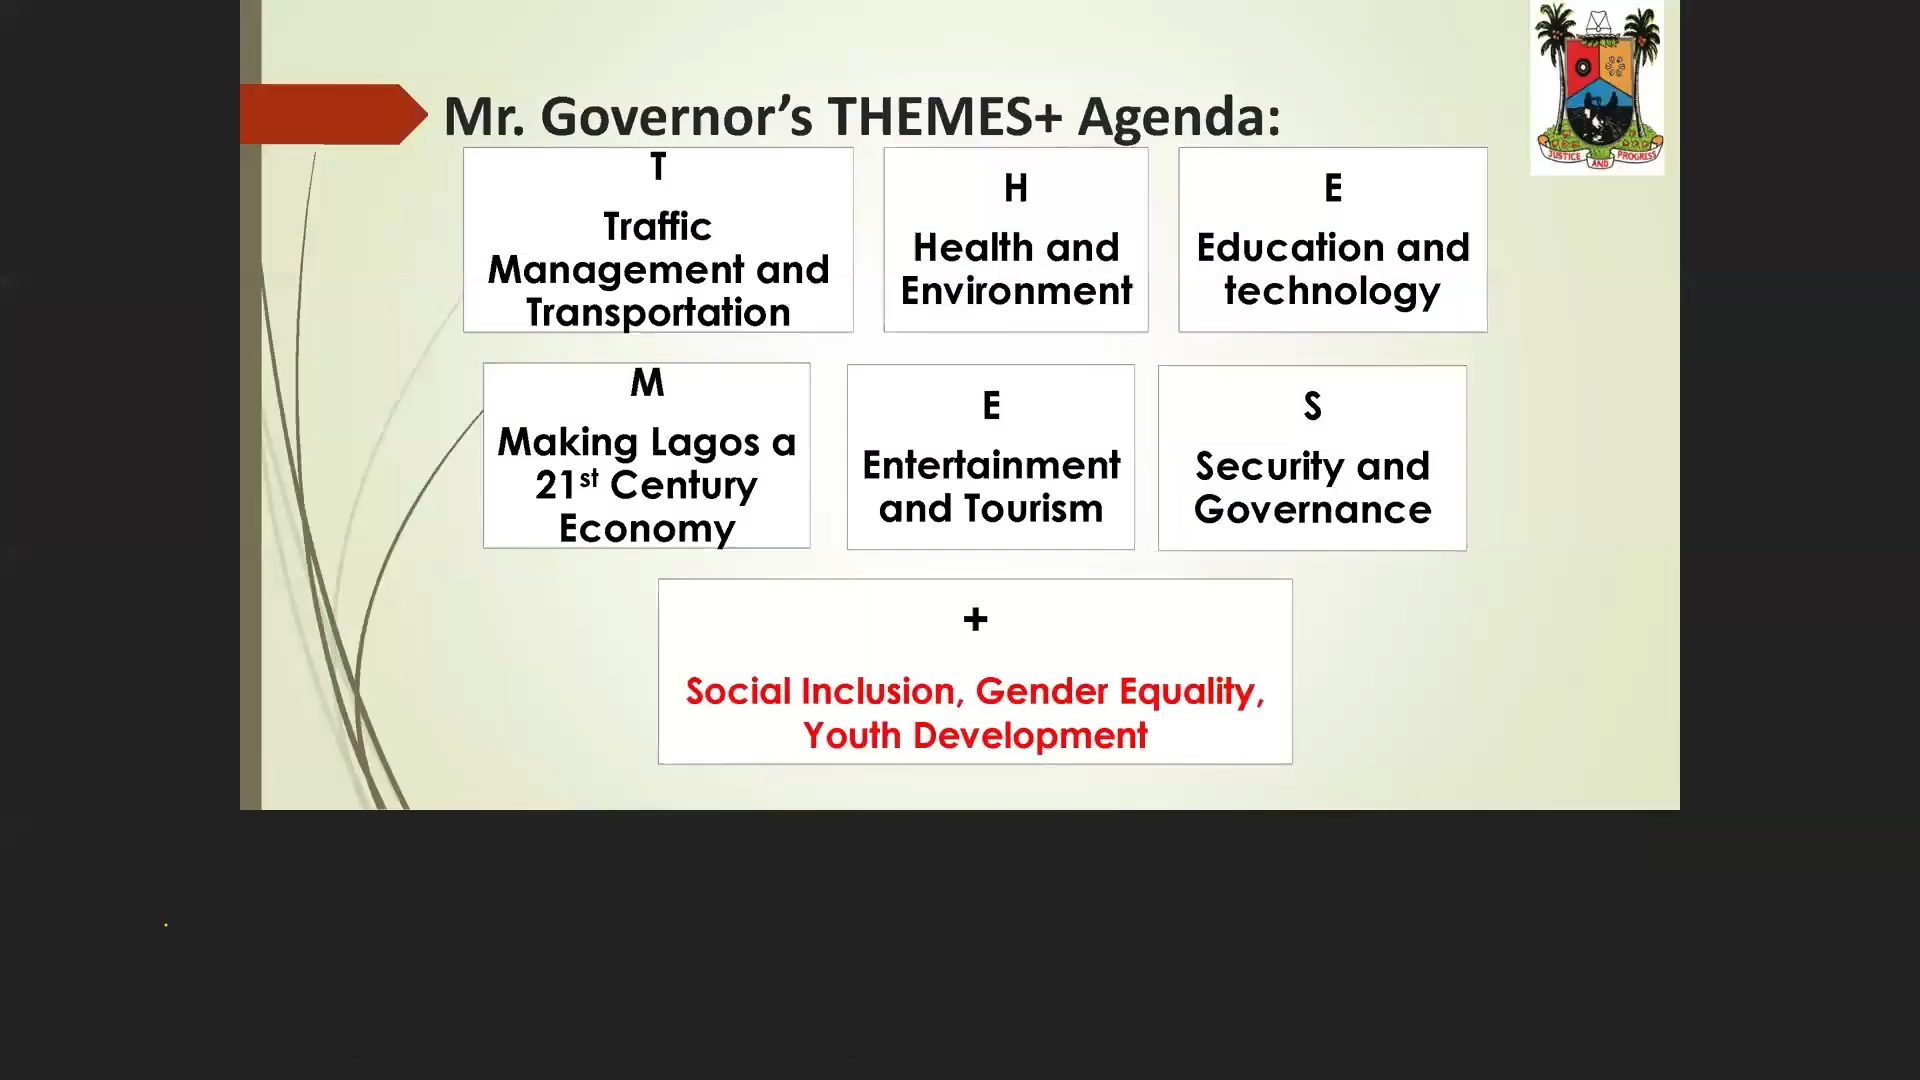 Mr. Governor’s THEMES+ Agenda:
T
Traffic
Management and
Transportation
H
Health and
Environment
E
Education and
technology
M
Making Lagos a
21st Century
Economy
E
Entertainment
and Tourism
S
Security and
Governance
+
Social Inclusion, Gender Equality,
Youth Development
JUSTICE AND PROGRESS